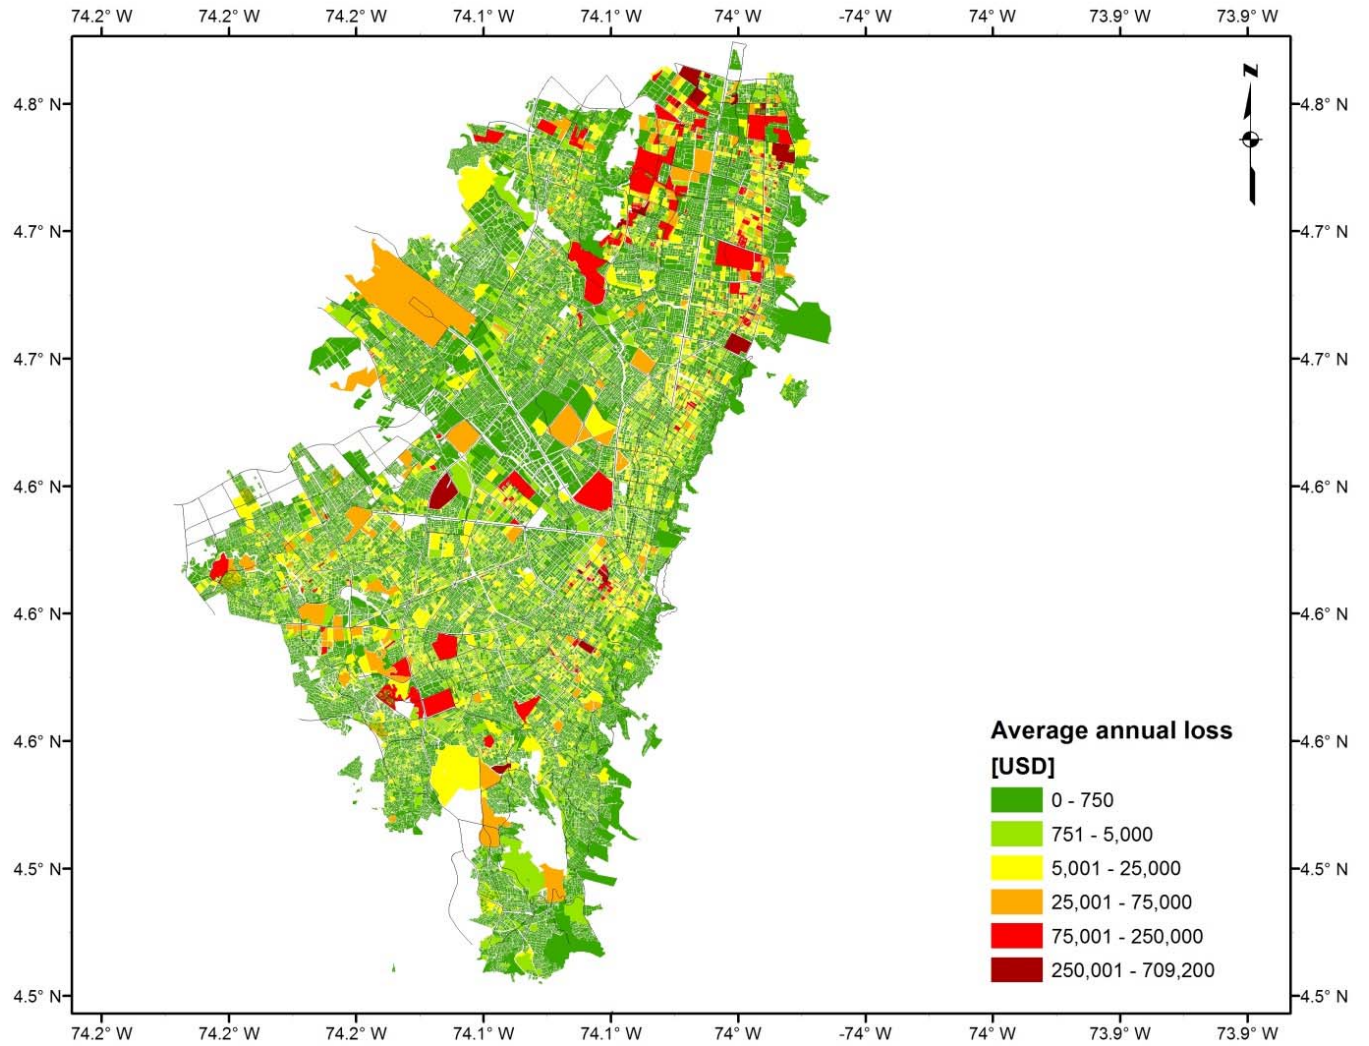 74.2° W 74.2° W 74.2° W 74.1° W 74.1° W 74° W -74° W 74° W 73.9° W 73.9° W
N
4.8° N 4.8° N
4.7° N 4.7° N
4.7° N 4.7° N
4.6° N 4.6° N
4.6° N 4.6° N
4.6° N 4.6° N
4.5° N 4.5° N
4.5° N 4.5° N
Average annual loss
[USD]
0 - 750
751 - 5,000
5,001 - 25,000
25,001 - 75,000
75,001 - 250,000
250,001 - 709,200
74.2° W 74.2° W 74.2° W 74.1° W 74.1° W 74° W -74° W 74° W 73.9° W 73.9° W